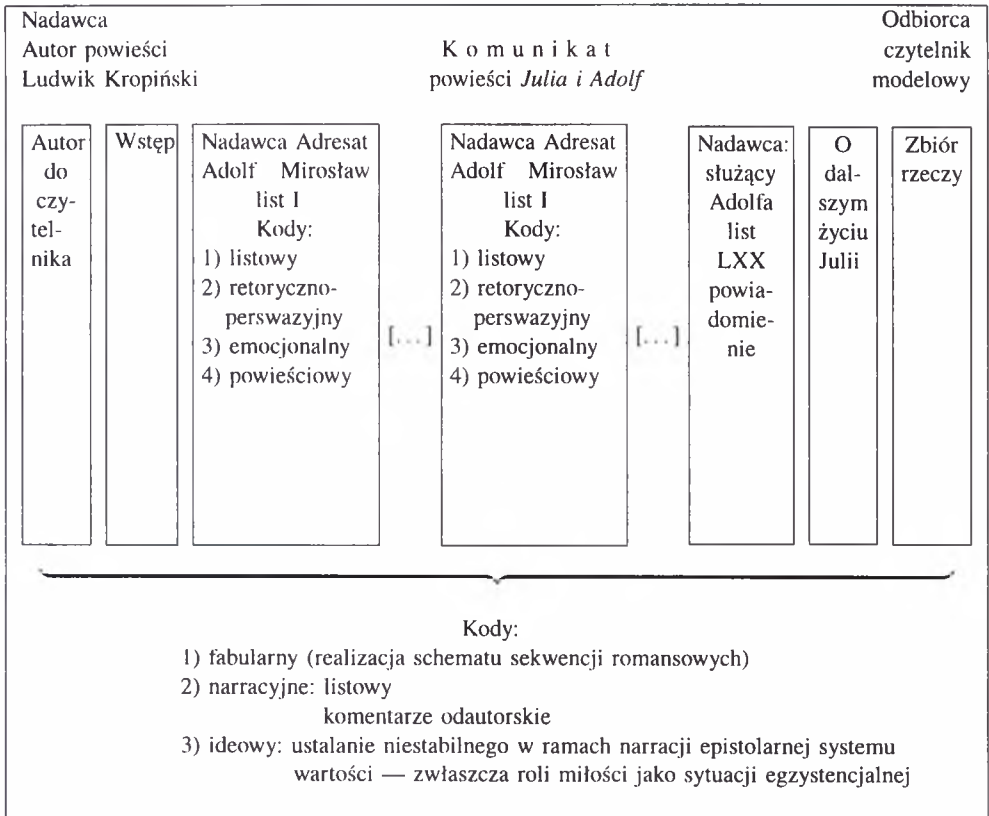 Nadawca
Autor powieści
Ludwik Kropiński
Komunikat
powieści Julia i Adolf
Odbiorca
czytelnik
modelowy
Autor
do
czy-
tel-
nika
Wstęp
Nadawca Adresat
Adolf Mirosław
list I
Kody:
1) listowy
2) retoryczno-
perswazyjny
3) emocjonalny
4) powieściowy
[...]
Nadawca Adresat
Adolf Mirosław
list I
Kody:
1) listowy
2) retoryczno-
perswazyjny
3) emocjonalny
4) powieściowy
[...]
Nadawca:
służący
Adolfa
list
LXX
powia-
domie-
nie
O
dal-
szym
życiu
Julii
Zbiór
rzeczy
Kody:
1) fabularny (realizacja schematu sekwencji romansowych)
2) narracyjne: listowy
komentarze odautorskie
3) ideowy: ustalanie niestabilnego w ramach narracji epistolarnej systemu
wartości — zwłaszcza roli miłości jako sytuacji egzystencjalnej